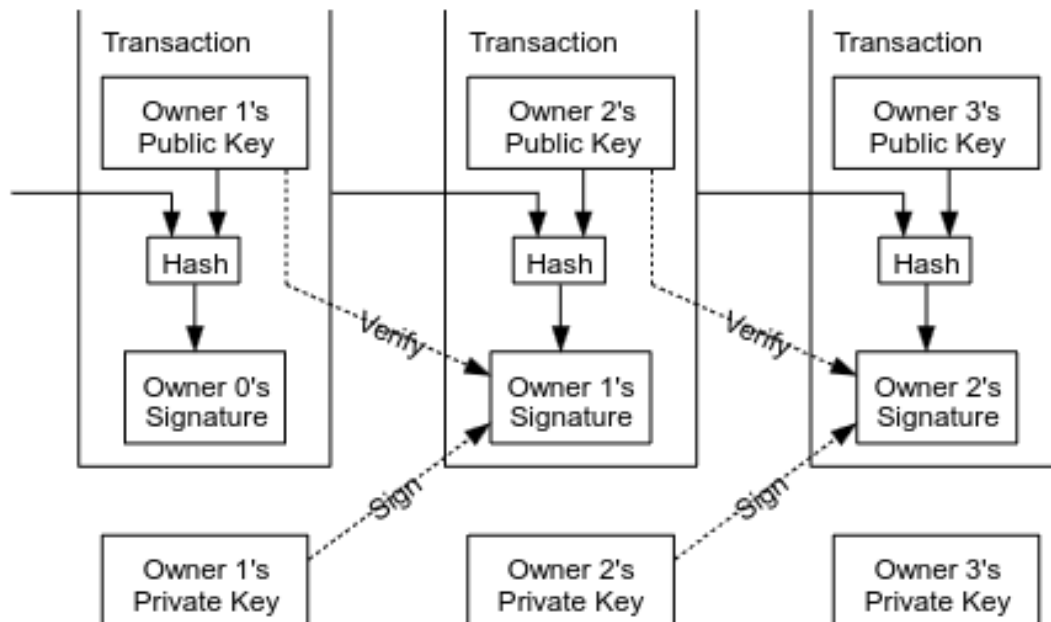 Transaction
Owner 1's
Public Key
Hash
Owner 0's
Signature
Transaction
Owner 2's
Public Key
Hash
Verify
Owner 1's
Signature
Transaction
Owner 3's
Public Key
Hash
Verify
Owner 2's
Signature
Sign
Sign
Owner 1's
Private Key
Owner 2's
Private Key
Owner 3's
Private Key